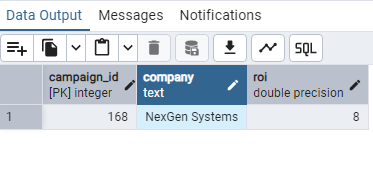 Data Output Messages Notifications
SQL
campaign_id company roi
[PK] integer text double precision
1 168 NexGen Systems 8